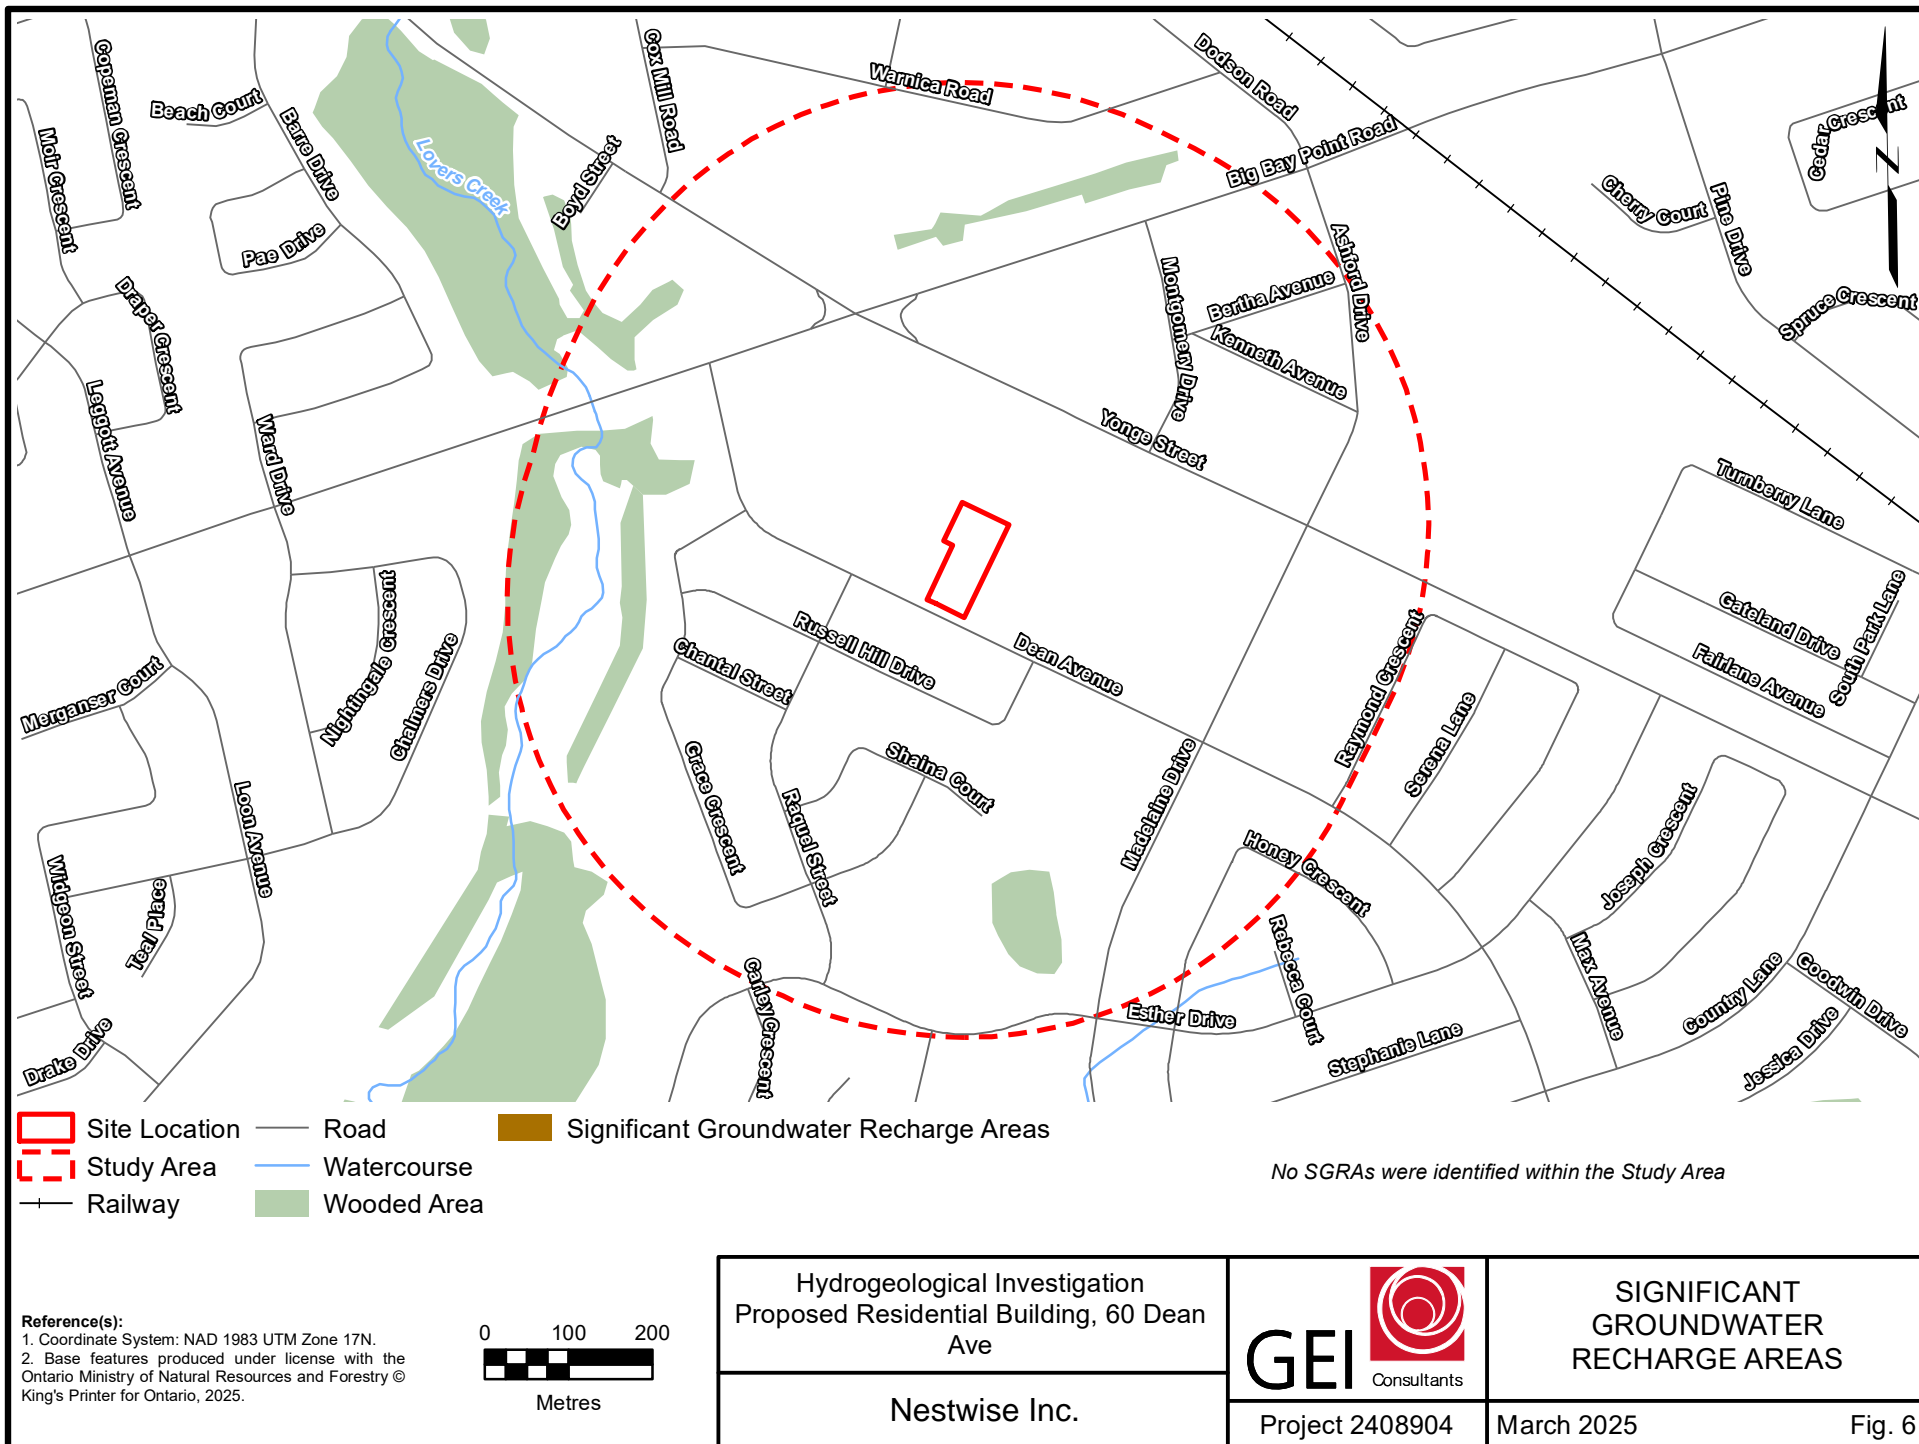 Copeman Crescent
Beach Court
Moir Crescent
Barre Drive
Pae Drive
Draper Crescent
Leggott Avenue
Ward Drive
Lovers Creek
Boyd Street
Cox Mill Road
Warnica Road
Dodson Road
Big Bay Point Road
Cedar Crescent
Cherry Court
Pine Drive
Spruce Crescent
N
Ashford Drive
Bertha Avenue
Kenneth Avenue
Montgomery Drive
Yonge Street
Turnberry Lane
Gateland Drive
South Park Lane
Fairlane Avenue
Nightingale Crescent
Chalmers Drive
Merganser Court
Loon Avenue
Widgeon Street
Teal Place
Drake Drive
Chantal Street
Russell Hill Drive
Dean Avenue
Grace Crescent
Raquel Street
Shaina Court
Madelaine Drive
Raymond Crescent
Serena Lane
Honey Crescent
Joseph Crescent
Rebecca Court
Max Avenue
Country Lane
Goodwin Drive
Jessica Drive
Stephanie Lane
Esther Drive
Carley Crescent
Site Location
Road
Significant Groundwater Recharge Areas
Study Area
Watercourse
No SGRAs were identified within the Study Area
Railway
Wooded Area
Reference(s):
1. Coordinate System: NAD 1983 UTM Zone 17N.
2. Base features produced under license with the
Ontario Ministry of Natural Resources and Forestry ©
King's Printer for Ontario, 2025.
0 100 200
Metres
Hydrogeological Investigation
Proposed Residential Building, 60 Dean
Ave
Nestwise Inc.
GEI
Consultants
Project 2408904
SIGNIFICANT
GROUNDWATER
RECHARGE AREAS
March 2025
Fig. 6